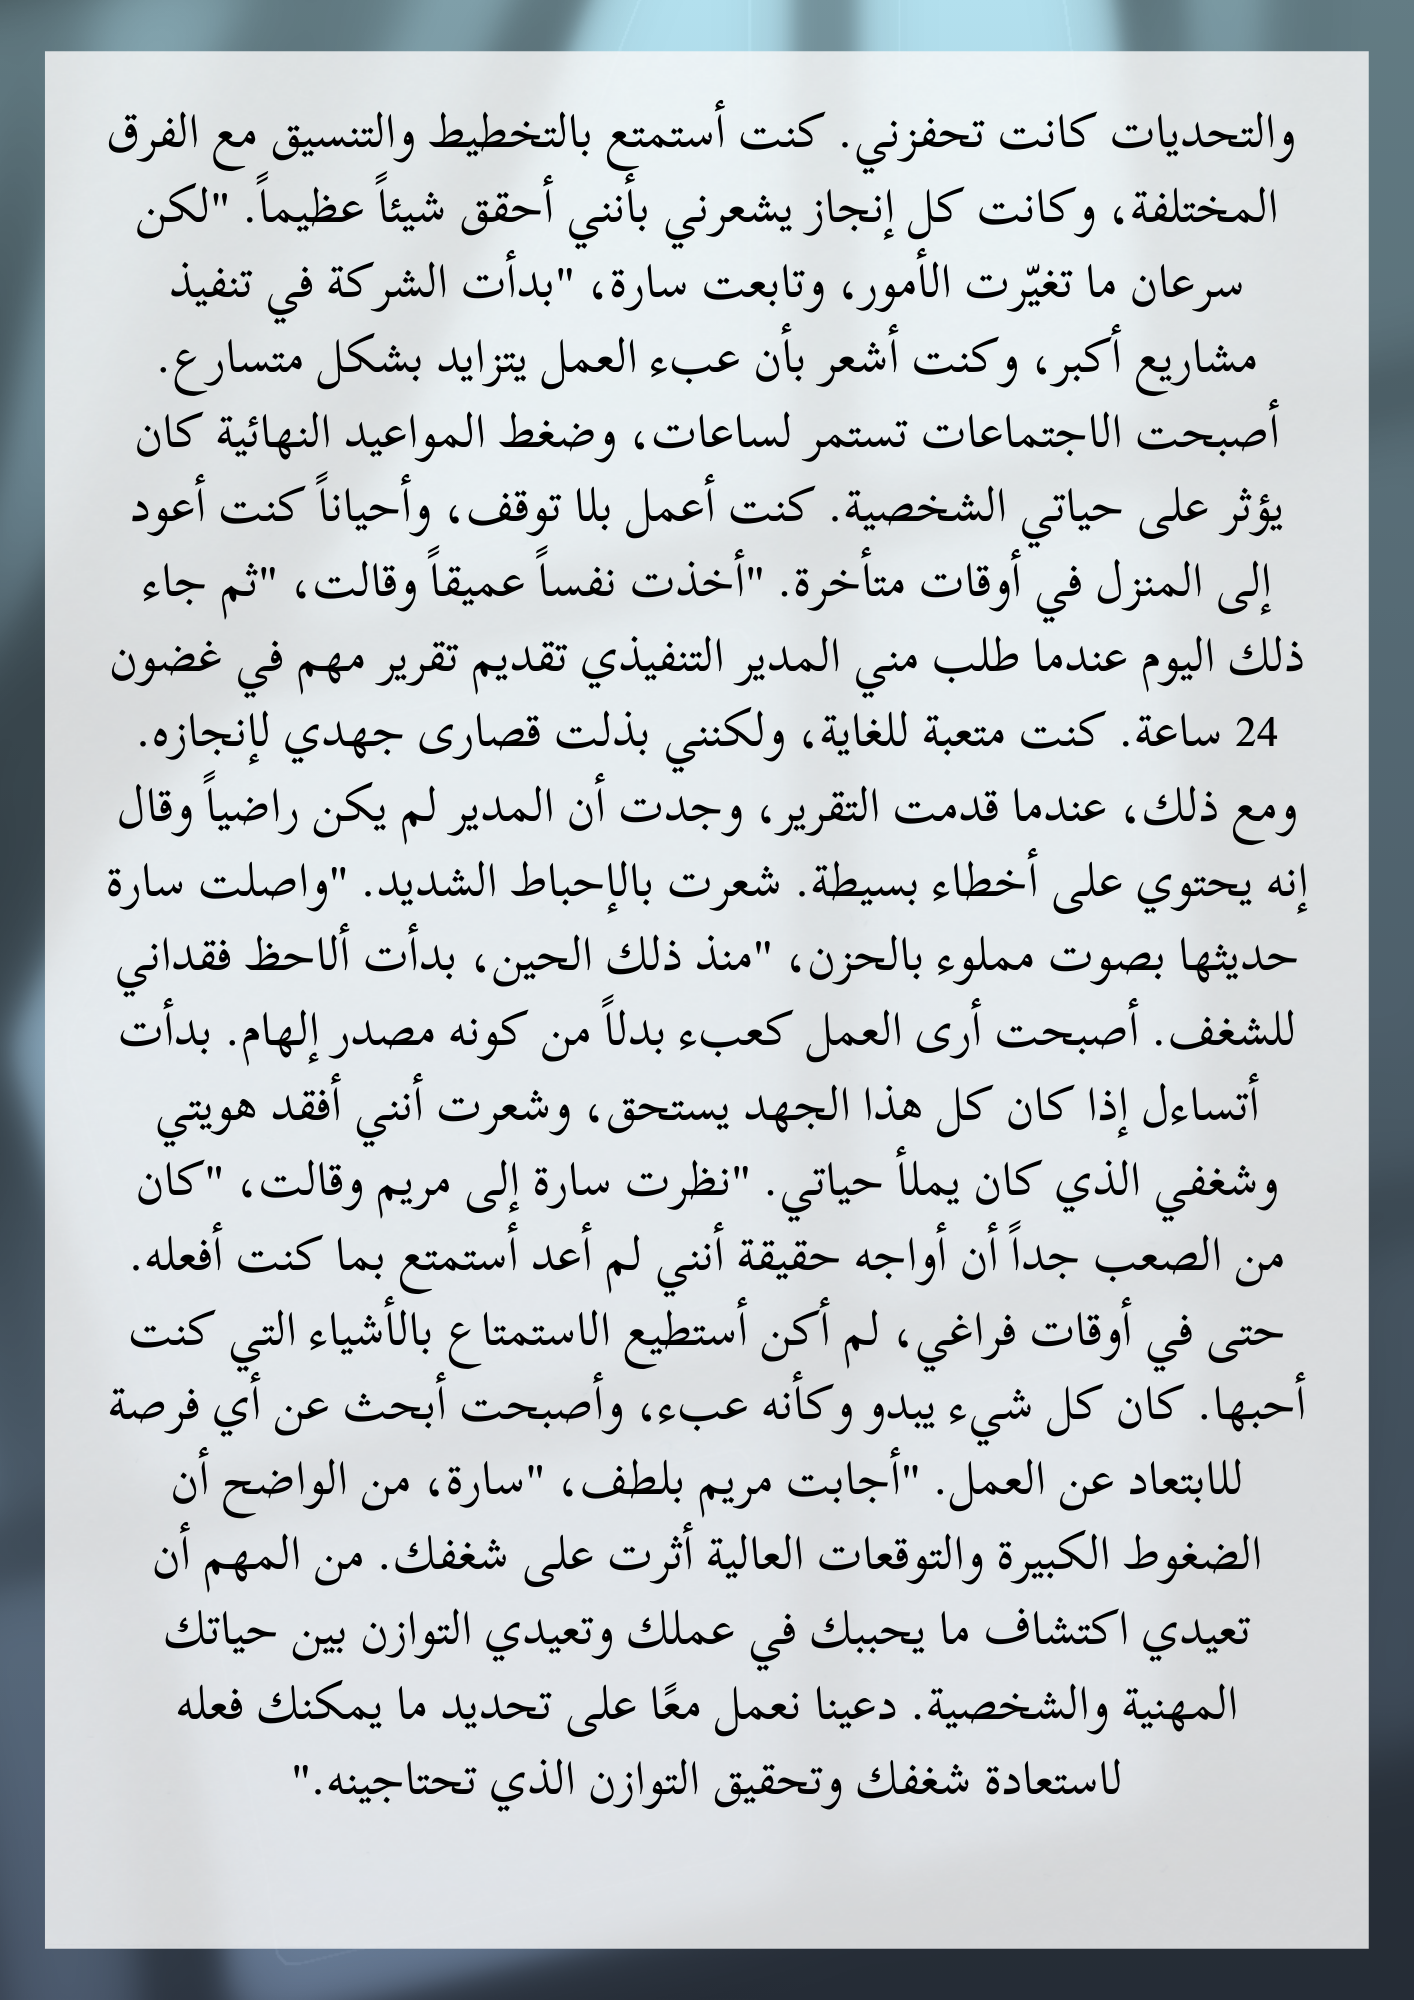 والتحديات كانت تحفزني. كنت أستمتع بالتخطيط والتنسيق مع الفرق
المختلفة، وكانت كل إنجاز يشعرني بأنني أحقق شيئاً عظيماً. "لكن
سرعان ما تغيّرت الأمور، وتابعت سارة، "بدأت الشركة في تنفيذ
مشاريع أكبر، وكنت أشعر بأن عبء العمل يتزايد بشكل متسارع.
أصبحت الاجتماعات تستمر لساعات، وضغط المواعيد النهائية كان
يؤثر على حياتي الشخصية. كنت أعمل بلا توقف، وأحياناً كنت أعود
إلى المنزل في أوقات متأخرة. "أخذت نفساً عميقاً وقالت، "ثم جاء
ذلك اليوم عندما طلب مني المدير التنفيذي تقديم تقرير مهم في غضون
24 ساعة. كنت متعبة للغاية، ولكنني بذلت قصارى جهدي لإنجازه.
ومع ذلك، عندما قدمت التقرير، وجدت أن المدير لم يكن راضياً وقال
إنه يحتوي على أخطاء بسيطة. شعرت بالإحباط الشديد. "واصلت سارة
حديثها بصوت مملوء بالحزن، "منذ ذلك الحين، بدأت ألاحظ فقداني
للشغف. أصبحت أرى العمل كعبء بدلاً من كونه مصدر إلهام. بدأت
أتساءل إذا كان كل هذا الجهد يستحق، وشعرت أنني أفقد هويتي
وشغفي الذي كان يملأ حياتي. "نظرت سارة إلى مريم وقالت، "كان
من الصعب جداً أن أواجه حقيقة أنني لم أعد أستمتع بما كنت أفعله.
حتى في أوقات فراغي، لم أكن أستطيع الاستمتاع بالأشياء التي كنت
أحبها. كان كل شيء يبدو وكأنه عبء، وأصبحت أبحث عن أي فرصة
للابتعاد عن العمل. "أجابت مريم بلطف، "سارة، من الواضح أن
الضغوط الكبيرة والتوقعات العالية أثرت على شغفك. من المهم أن
تعيدي اكتشاف ما يحببك في عملك وتعيدي التوازن بين حياتك
المهنية والشخصية. دعينا نعمل معًا على تحديد ما يمكنك فعله
لاستعادة شغفك وتحقيق التوازن الذي تحتاجينه."